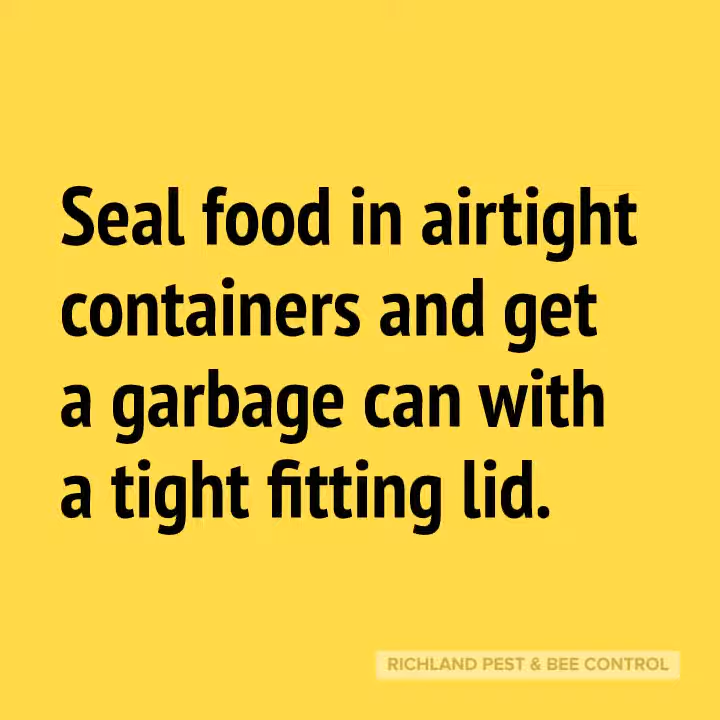 Seal food in airtight
containers and get
a garbage can with
a tight fitting lid.
RICHLAND PEST & BEE CONTROL